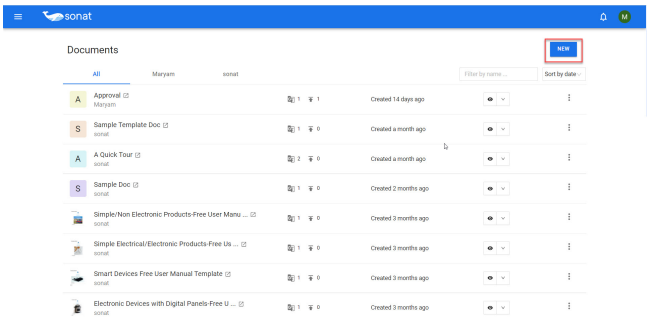 sonat
M
Documents
NEW
All Maryam sonat Filter by name ... Sort by date
A Approval 1 1 Created 14 days ago
Maryam
S Sample Template Doc 1 0 Created a month ago
sonat
A A Quick Tour 2 0 Created a month ago
sonat
S Sample Doc 1 0 Created 2 months ago
sonat
Simple/Non Electronic Products-Free User Manu ... 1 0 Created 3 months ago
sonat
Simple Electrical/Electronic Products-Free Us ... 1 0 Created 3 months ago
sonat
Smart Devices Free User Manual Template 1 0 Created 3 months ago
sonat
Electronic Devices with Digital Panels-Free U ... 1 0 Created 3 months ago
sonat